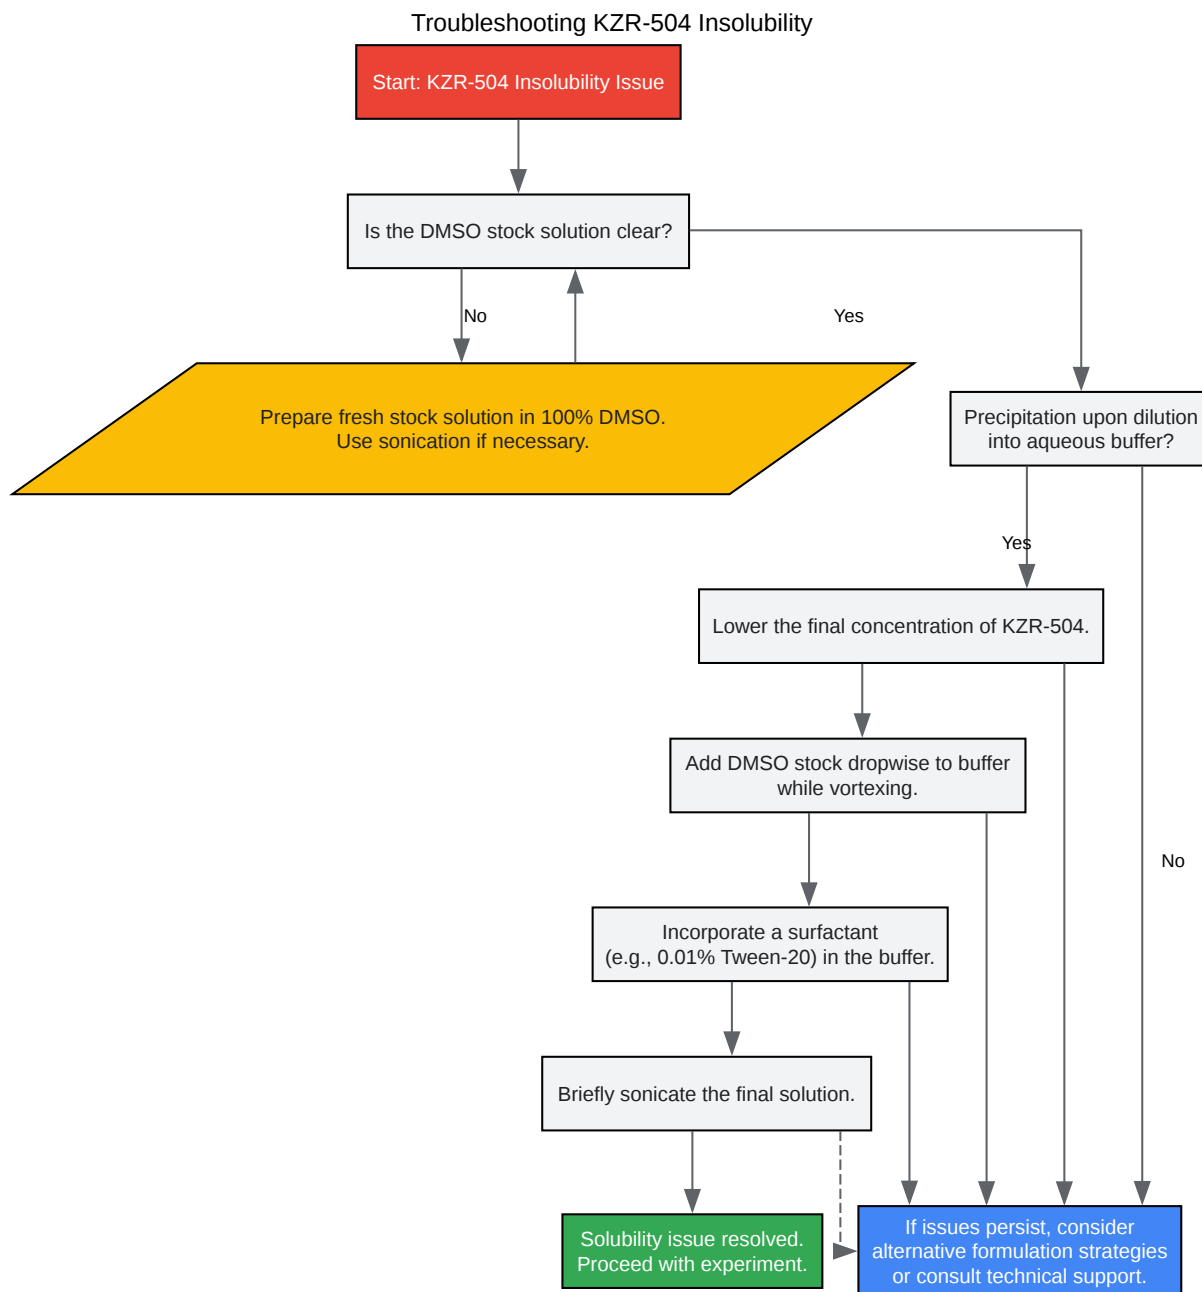 Troubleshooting KZR-504 Insolubility
Start: KZR-504 Insolubility Issue
Is the DMSO stock solution clear?
No
Yes
Prepare fresh stock solution in 100% DMSO.
Use sonication if necessary.
Precipitation upon dilution
into aqueous buffer?
Yes
Lower the final concentration of KZR-504.
Add DMSO stock dropwise to buffer
while vortexing.
No
Incorporate a surfactant
(e.g., 0.01% Tween-20) in the buffer.
Briefly sonicate the final solution.
Solubility issue resolved.
Proceed with experiment.
If issues persist, consider
alternative formulation strategies
or consult technical support.